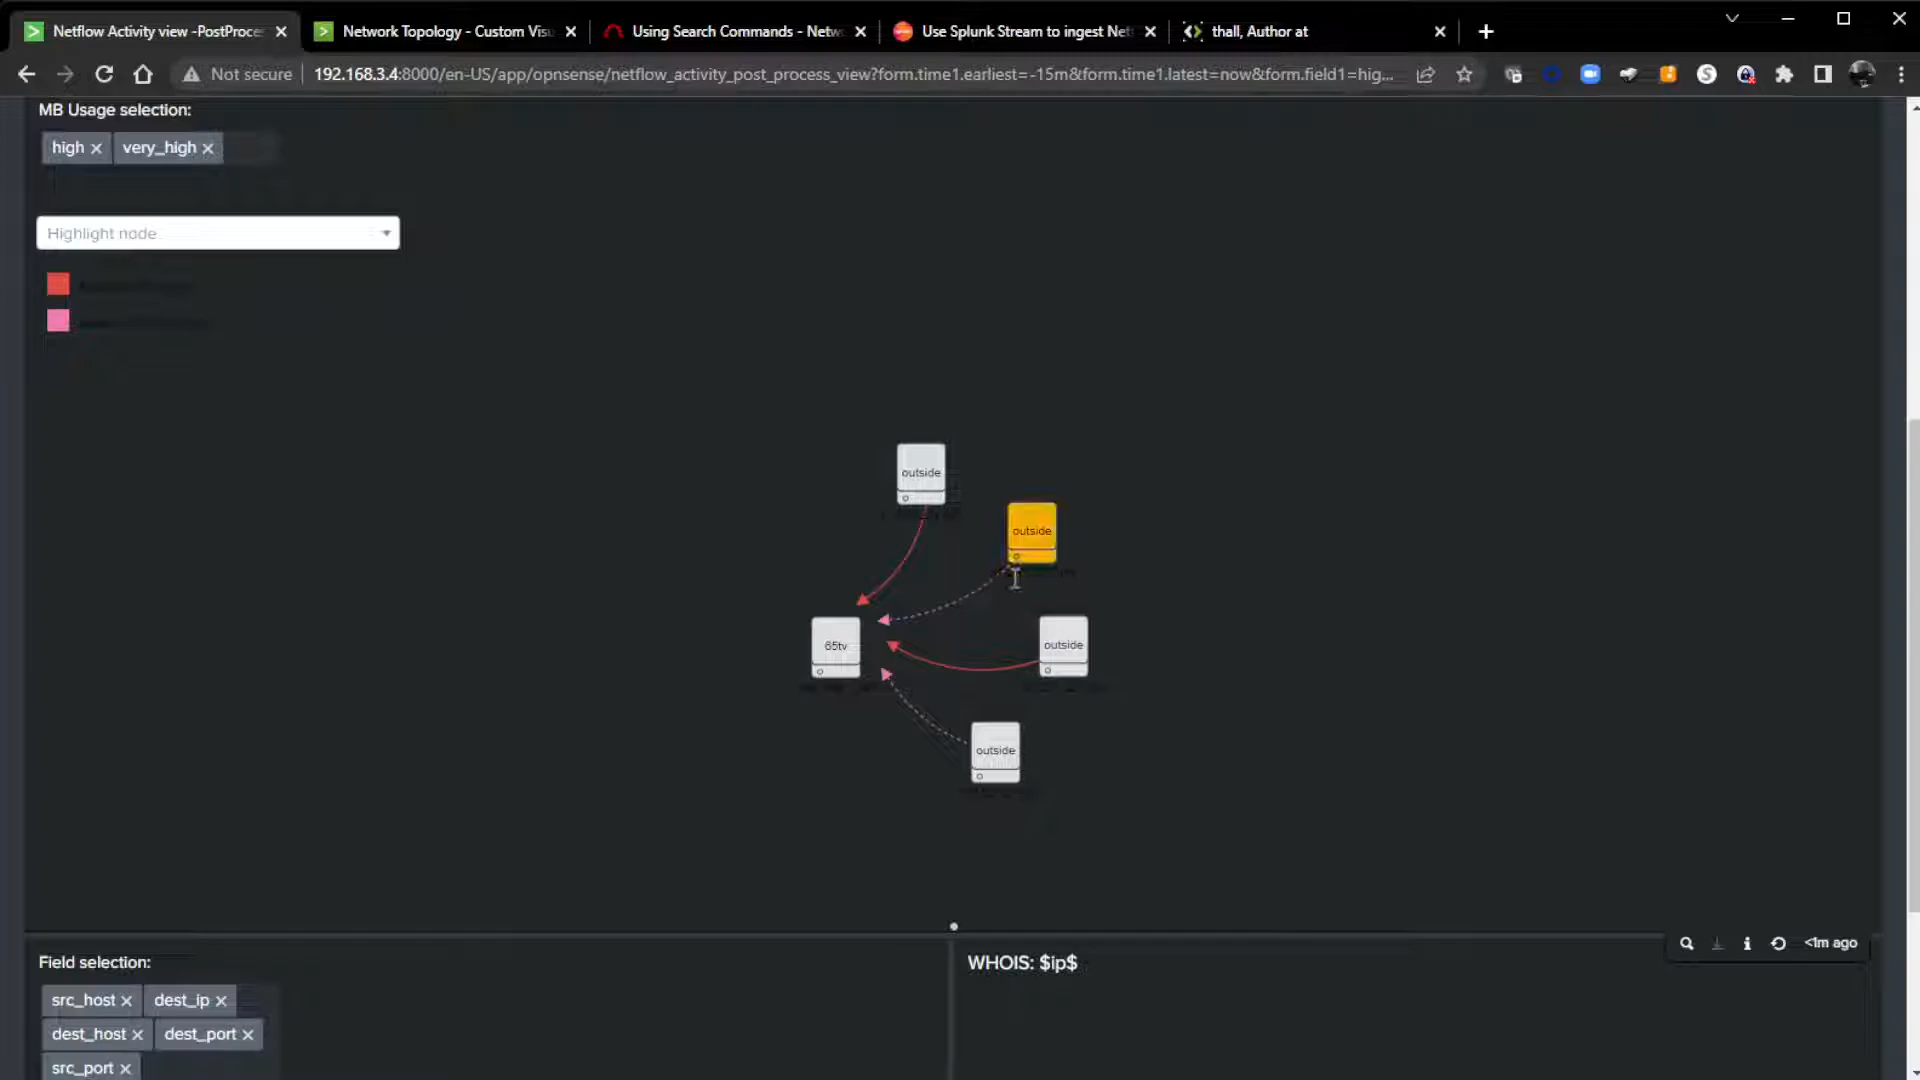 Netflow Activity view -PostProce
Network Topology - Custom Visu
Using Search Commands - Netw
Use Splunk Stream to ingest Net
thall, Author at
Not secure
192.168.3.4:8000/en-US/app/opnsense/netflow_activity_post_process_view?form.time1.earliest=-15m&form.time1.latest=now&form.field1=hig...
MB Usage selection:
high
very_high
Highlight node
outside
outside
65tv
outside
outside
<1m ago
Field selection:
src_host
dest_ip
dest_host
dest_port
src_port
WHOIS: $ip$